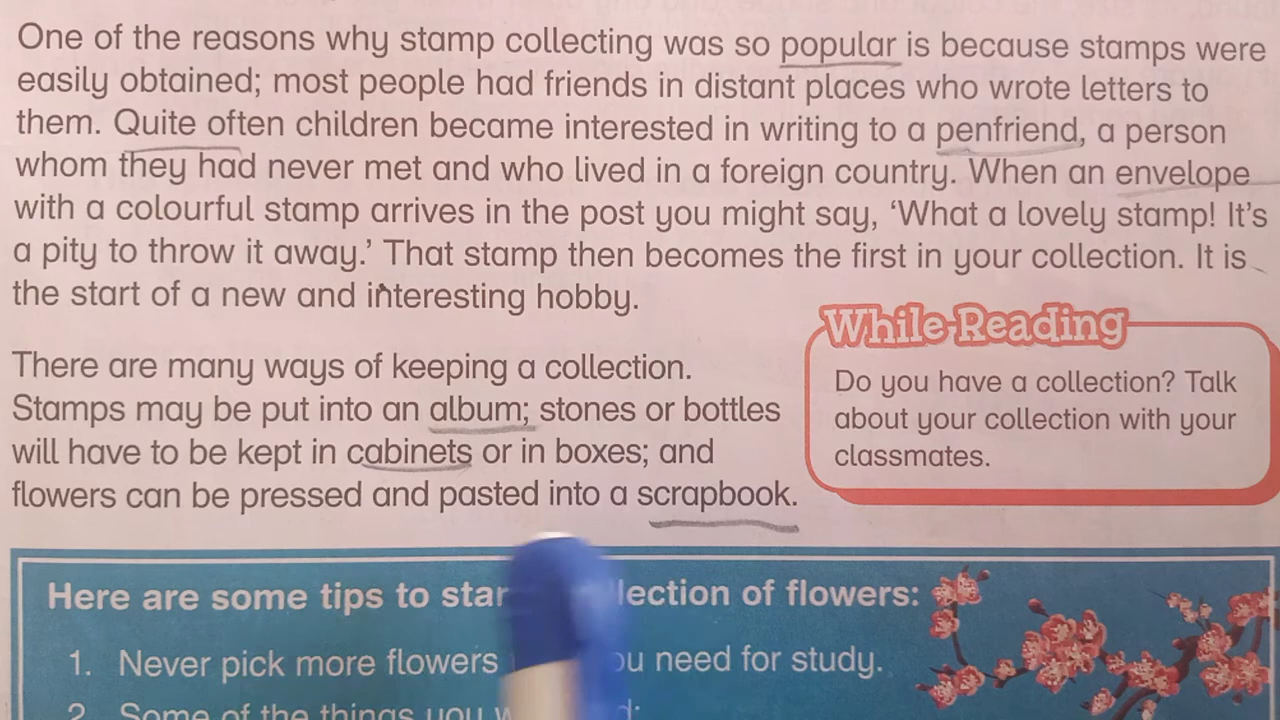 One of the reasons why stamp collecting was so popular is because stamps were
easily obtained; most people had friends in distant places who wrote letters to
them. Quite often children became interested in writing to a penfriend, a person
whom they had never met and who lived in a foreign country. When an envelope
with a colourful stamp arrives in the post you might say, ‘What a lovely stamp! It’s
a pity to throw it away.’ That stamp then becomes the first in your collection. It is
the start of a new and interesting hobby.
There are many ways of keeping a collection.
Stamps may be put into an album; stones or bottles
will have to be kept in cabinets or in boxes; and
flowers can be pressed and pasted into a scrapbook.
While-Reading
Do you have a collection? Talk
about your collection with your
classmates.
Here are some tips to of flowers:
1. Never pick more flowers need for study.
2. Some of the things you